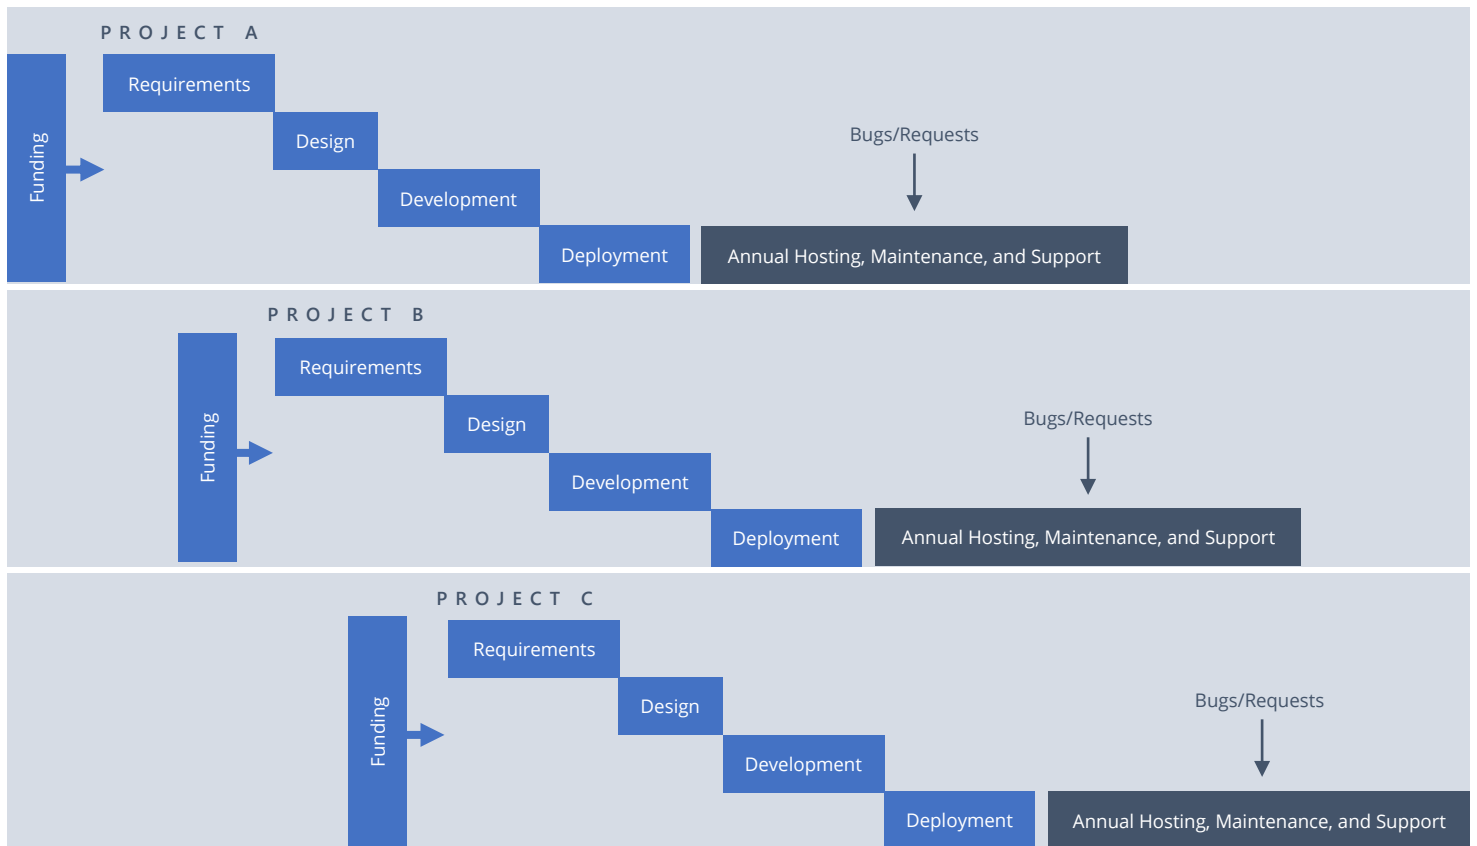 PROJECT A
Requirements
Funding
Design
Bugs/Requests
Development
Deployment
Annual Hosting, Maintenance, and Support
PROJECT B
Requirements
Funding
Design
Bugs/Requests
Development
Deployment
Annual Hosting, Maintenance, and Support
PROJECT C
Requirements
Funding
Design
Bugs/Requests
Development
Deployment
Annual Hosting, Maintenance, and Support